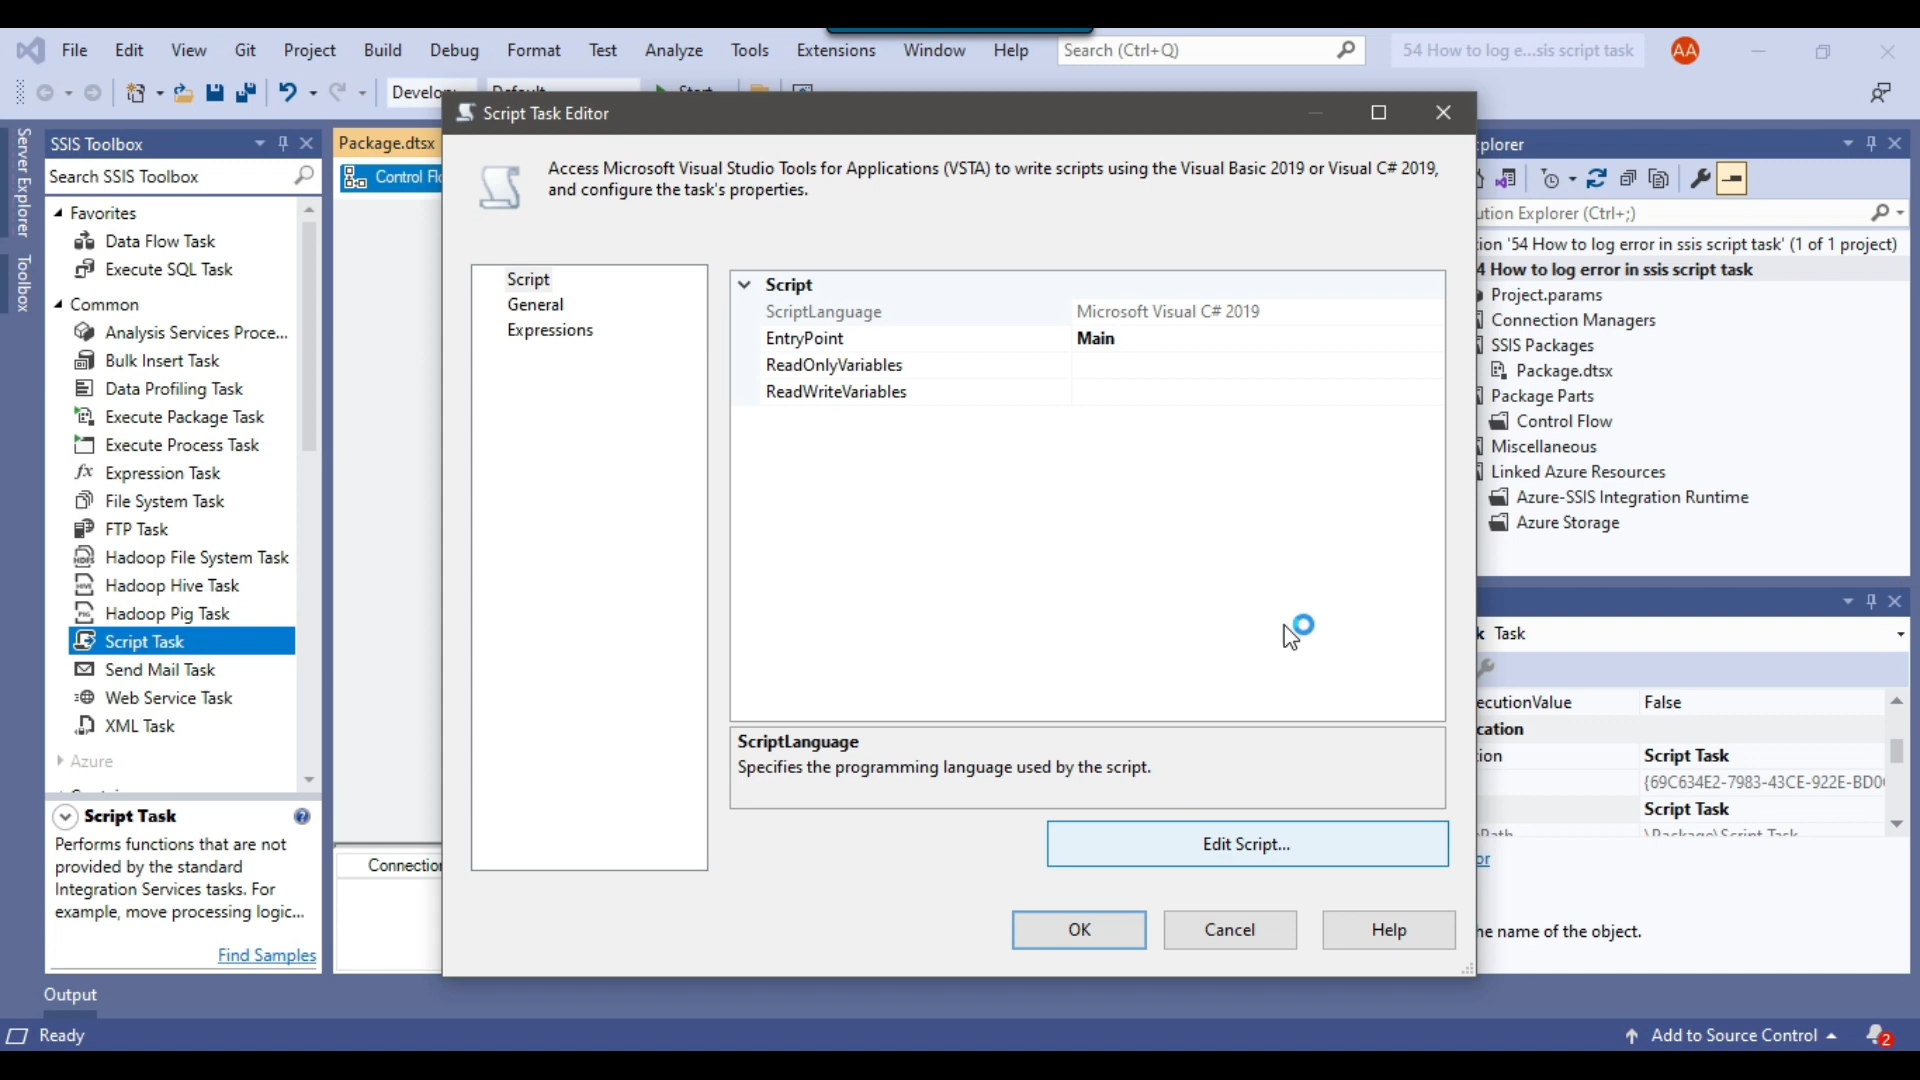 File Edit View Git Project Build Debug Format Test Analyze Tools Extensions Window Help Search (Ctrl+Q) 54 How to log e...sis script task AA
Script Task Editor
Server Explorer
Toolbox
SSIS Toolbox
Search SSIS Toolbox
Favorites
Data Flow Task
Execute SQL Task
Common
Analysis Services Proce...
Bulk Insert Task
Data Profiling Task
Execute Package Task
Execute Process Task
Expression Task
File System Task
FTP Task
Hadoop File System Task
Hadoop Hive Task
Hadoop Pig Task
Script Task
Send Mail Task
Web Service Task
XML Task
Azure
Script Task
Performs functions that are not
provided by the standard
Integration Services tasks. For
example, move processing logic...
Find Samples
Package.dtsx
Control Fl
Connection
Access Microsoft Visual Studio Tools for Applications (VSTA) to write scripts using the Visual Basic 2019 or Visual C# 2019,
and configure the task's properties.
Script
General
Expressions
Script
ScriptLanguage Microsoft Visual C# 2019
EntryPoint Main
ReadOnlyVariables
ReadWriteVariables
ScriptLanguage
Specifies the programming language used by the script.
Edit Script...
OK Cancel Help
plorer
ution Explorer (Ctrl+;)
ion '54 How to log error in ssis script task' (1 of 1 project)
4 How to log error in ssis script task
Project.params
Connection Managers
SSIS Packages
Package.dtsx
Package Parts
Control Flow
Miscellaneous
Linked Azure Resources
Azure-SSIS Integration Runtime
Azure Storage
k Task
ecutionValue False
cation
ion Script Task
{69C634E2-7983-43CE-922E-BD0
Script Task
or
he name of the object.
Output
Ready
Add to Source Control
2